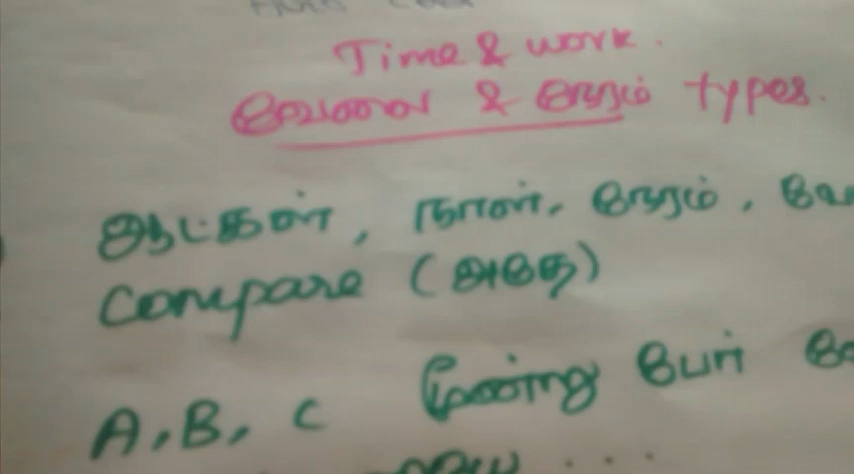 Time & work.
வேலை & நேரம் types.
ஆட்கள், நாள், நேரம், வே
Compare (அதே)
A, B, C மூன்று பேர்